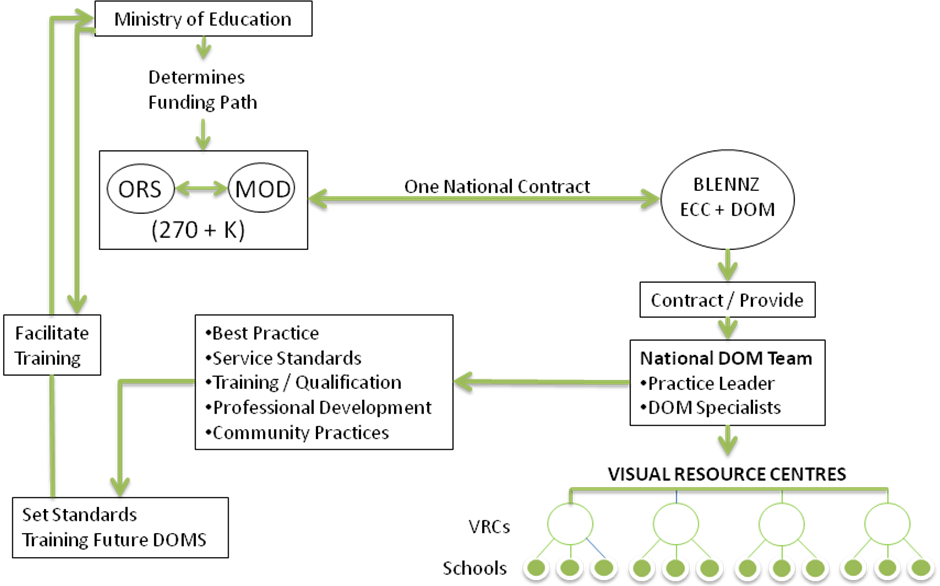 Ministry of Education
Determines
Funding Path
ORS
MOD
(270 + K)
One National Contract
BLENNZ
ECC + DOM
Contract / Provide
Facilitate
Training
•Best Practice
•Service Standards
•Training / Qualification
•Professional Development
•Community Practices
National DOM Team
•Practice Leader
•DOM Specialists
Set Standards
Training Future DOMS
VISUAL RESOURCE CENTRES
VRCs
Schools